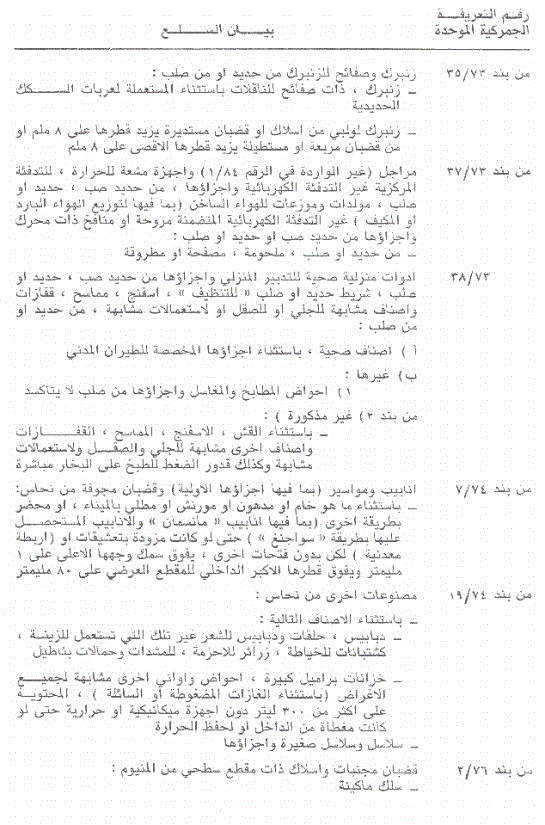 رقم التعريفة
الجمركية الموحدة
بيان السلع
من بند ٣٥/٧٣
زنبرك وصفائح للزنبرك من حديد او من صلب :
– زنبرك ، ذات صفائح للناقلات باستثناء المستعملة لعربات السكك
الحديدية
– زنبرك لولبي من اسلاك او قضبان مستديرة يزيد قطرها على ٨ ملم او
من قضبان مربعة او مستطيلة يزيد قطرها الاقصى على ٨ ملم
من بند ٣٧/٧٣
مراجل (غير الواردة في الرقم ١/٨٤) واجهزة مشعة للحرارة ، للتدفئة
المركزية غير التدفئة الكهربائية واجزاؤها ، من حديد صب ، حديد او
صلب ، مولدات وموزعات للهواء الساخن (بما فيها لتوزيع الهواء البارد
او المكيف ) غير التدفئة الكهربائية المتضمنة مروحة او منافخ ذات محرك
واجزاؤها من حديد صب او حديد او صلب :
– من حديد او صلب ، ملحومة ، مصفحة او مطروقة
٣٨/٧٣
ادوات منزلية صحية للتدبير المنزلي واجزاؤها من حديد صب ، حديد او
صلب ، شريط حديد او صلب « للتنظيف » ، اسفنج ، مماسح ، قفازات
واصناف مشابهة للجلي او للصقل او لاستعمالات مشابهة ، من حديد او
من صلب :
أ ) اصناف صحية ، باستثناء اجزاؤها المخصصة للطيران المدني
ب) غيرها :
١) احواض المطابخ والمغاسل واجزاؤها من صلب لا يتأكسد
من بند ٢) غير مذكورة ) :
– باستثناء القش ، الاسفنج ، المماسح ، القفازات
واصناف اخرى مشابهة للجلي والصقل ولاستعمالات
مشابهة وكذلك قدور الضغط للطبخ على البخار مباشرة
من بند ٧/٧٤
انابيب ومواسير (بما فيها اجزاؤها الاولية) وقضبان مجوفة من نحاس:
– باستثناء ما هو خام او مدهون او مورنش او مطلي بالميناء ، او محضر
بطريقة اخرى (بما فيها انابيب « مانسمان » والانابيب المستحصل
عليها بطريقة « سواجنغ » ) حتى لو كانت مزودة بتعشيقات او (اربطة
معدنية ) لكن بدون فتحات اخرى ، يفوق سمك وجهها الاعلى على ١
مليمتر ويفوق قطرها الاكبر الداخلي للمقطع العرضي على ٨٠ مليمتر
من بند ١٩/٧٤
مصنوعات اخرى من نحاس :
– باستثناء الاصناف التالية :
– دبابيس ، حلقات ودبابيس للشعر غير تلك التي تستعمل للزينة ،
كشتبانات للخياطة ، زرائر للاحزمة ، للمشدات وحمالات بناطيل
– خزانات براميل كبيرة ، احواض واواني اخرى مشابهة لجميع
الاغراض (باستثناء الغازات المضغوطة او السائلة ) ، المحتوية
على اكثر من ٣٠٠ ليتر دون اجهزة ميكانيكية او حرارية حتى لو
كانت مغطاة من الداخل او لحفظ الحرارة
– سلاسل وسلاسل صغيرة واجزاؤها
من بند ٢/٧٦
قضبان مجنبات واسلاك ذات مقطع سطحي من المنيوم :
– سلك ماكينة